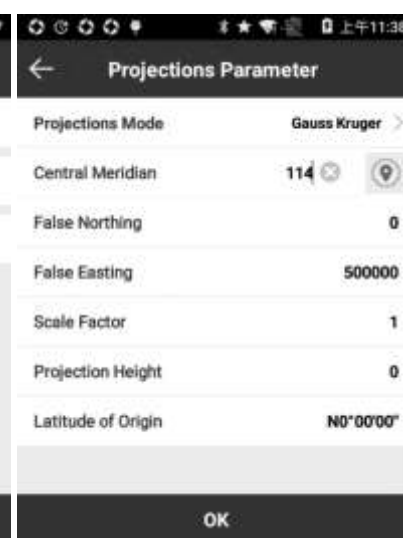 上午11:38
Projections Parameter
Projections Mode Gauss Kruger
Central Meridian 114
False Northing 0
False Easting 500000
Scale Factor 1
Projection Height 0
Latitude of Origin N0°00'00"
OK